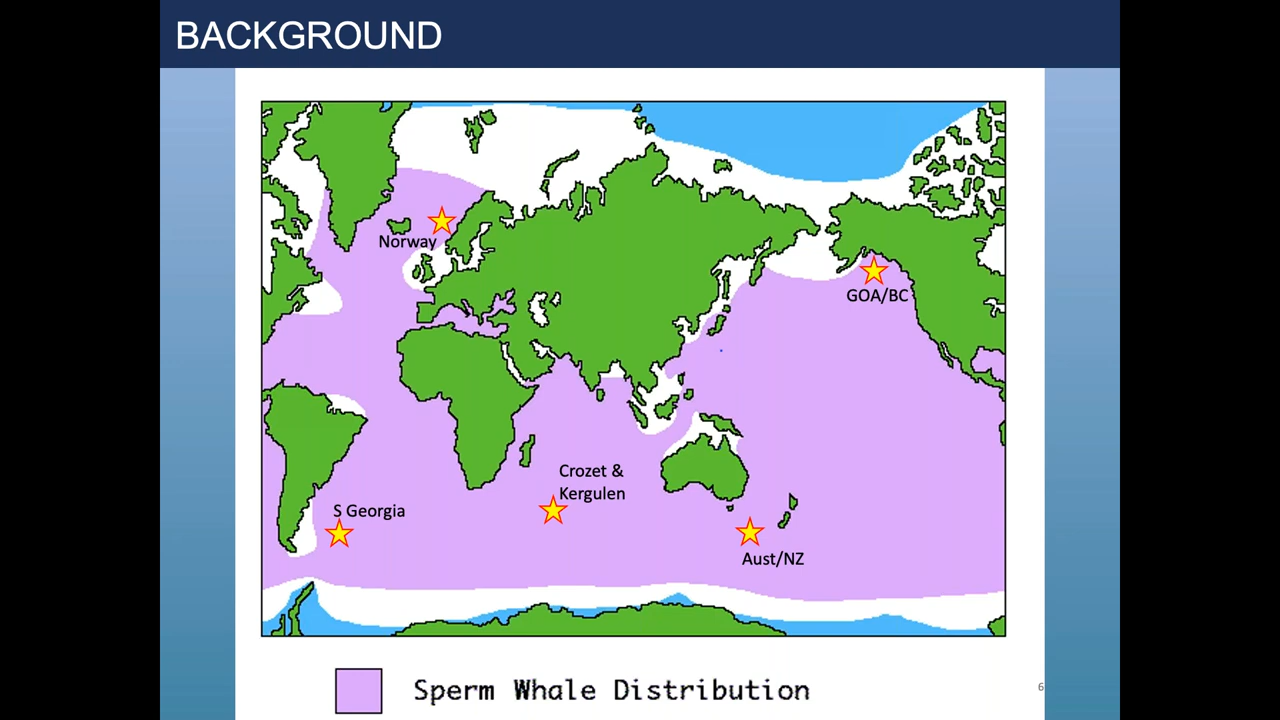 BACKGROUND
Norway
GOA/BC
Crozet &
Kergulen
S Georgia
Aust/NZ
Sperm Whale Distribution
6